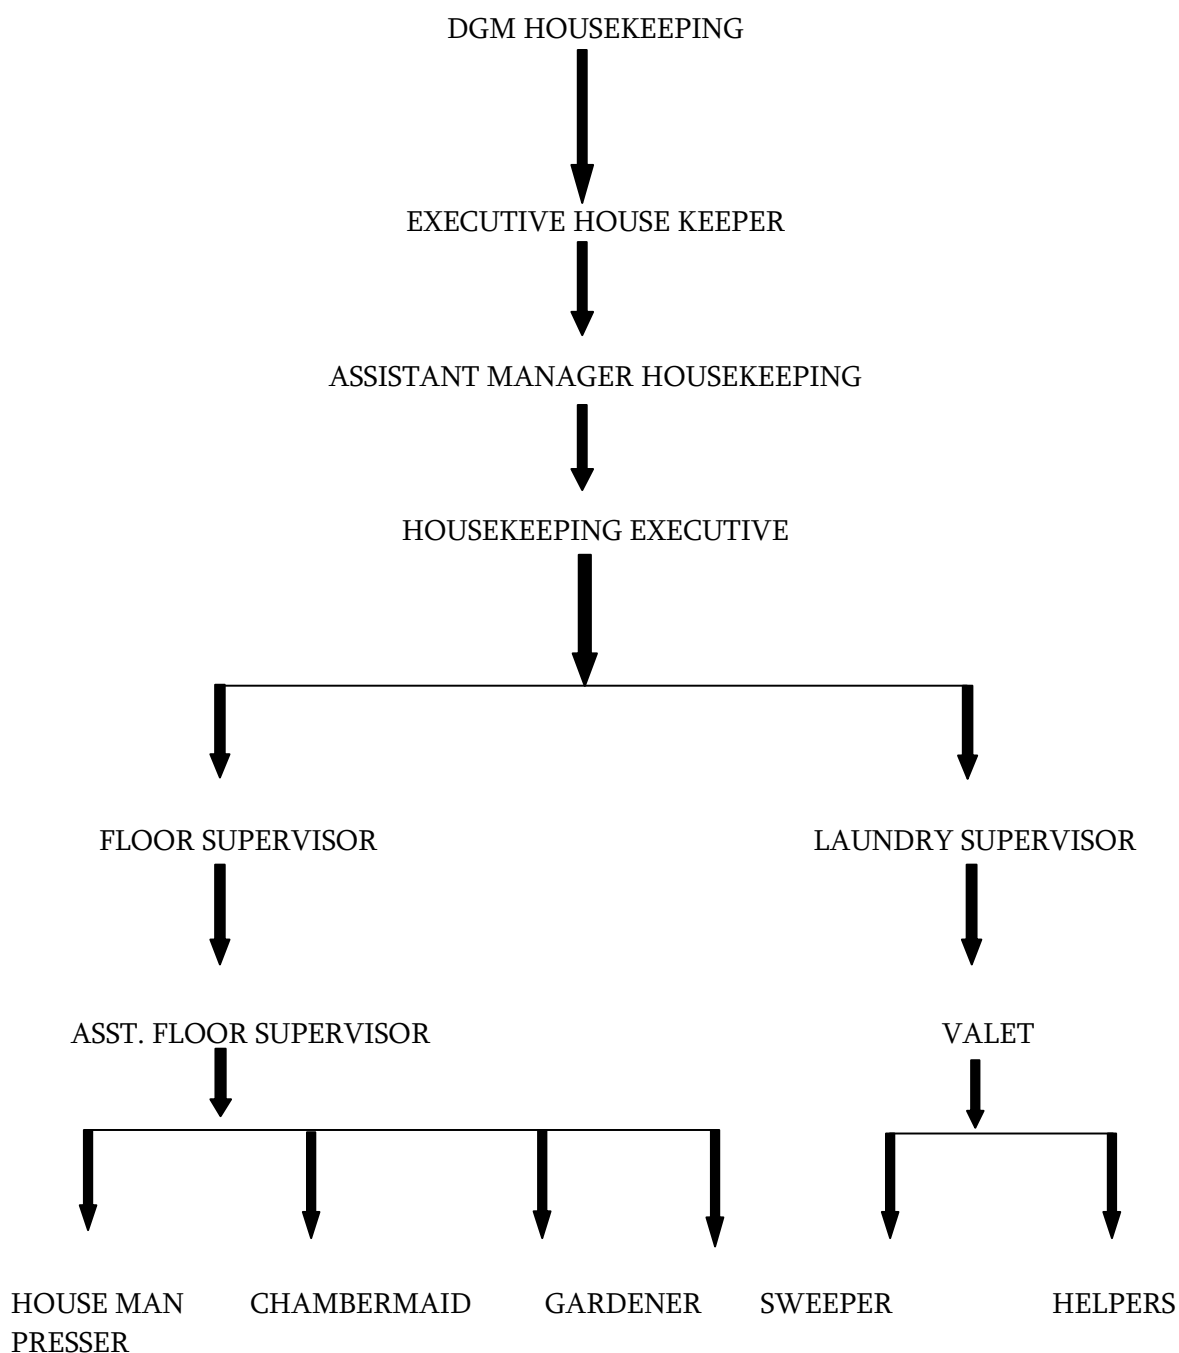 DGM HOUSEKEEPING
EXECUTIVE HOUSE KEEPER
ASSISTANT MANAGER HOUSEKEEPING
HOUSEKEEPING EXECUTIVE
FLOOR SUPERVISOR LAUNDRY SUPERVISOR
ASST. FLOOR SUPERVISOR VALET
HOUSE MAN CHAMBERMAID GARDENER SWEEPER HELPERS
PRESSER